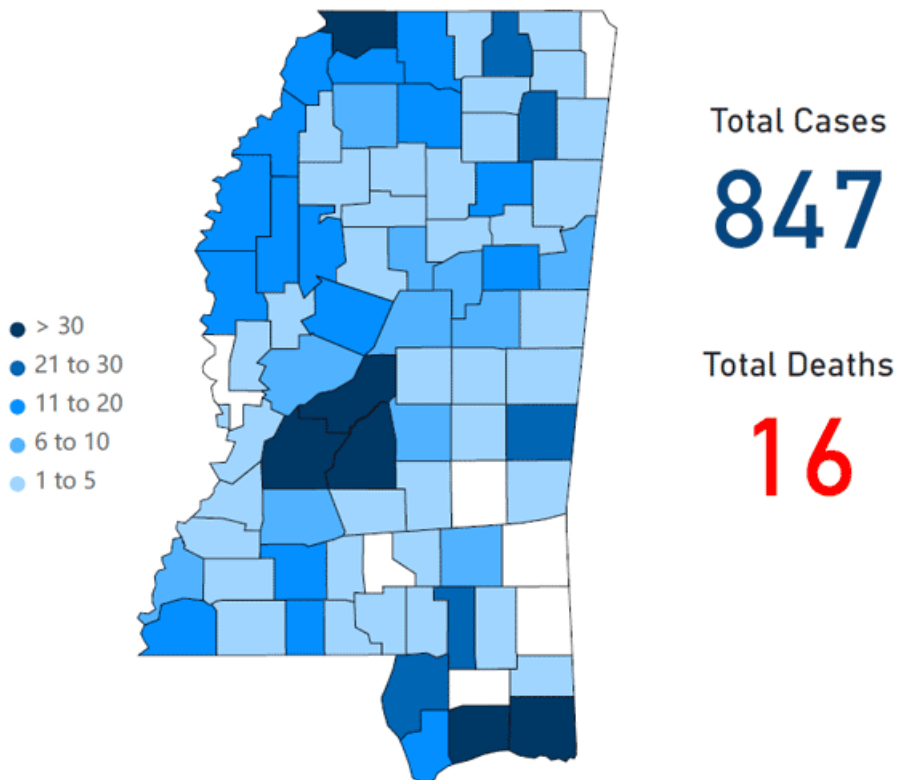 Total Cases
847
> 30
21 to 30
11 to 20
6 to 10
1 to 5
Total Deaths
16